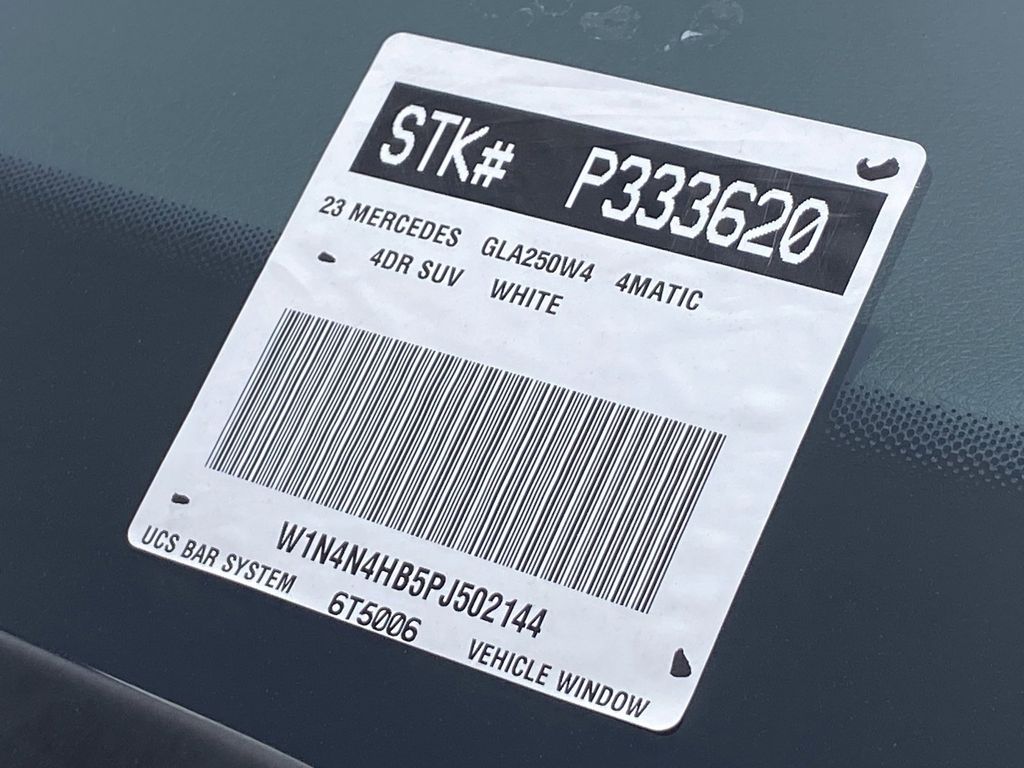 STK# P333620
23 MERCEDES GLA250W4 4MATIC
4DR SUV WHITE
W1N4N4HB5PJ502144
UCS BAR SYSTEM 6T5006 VEHICLE WINDOW